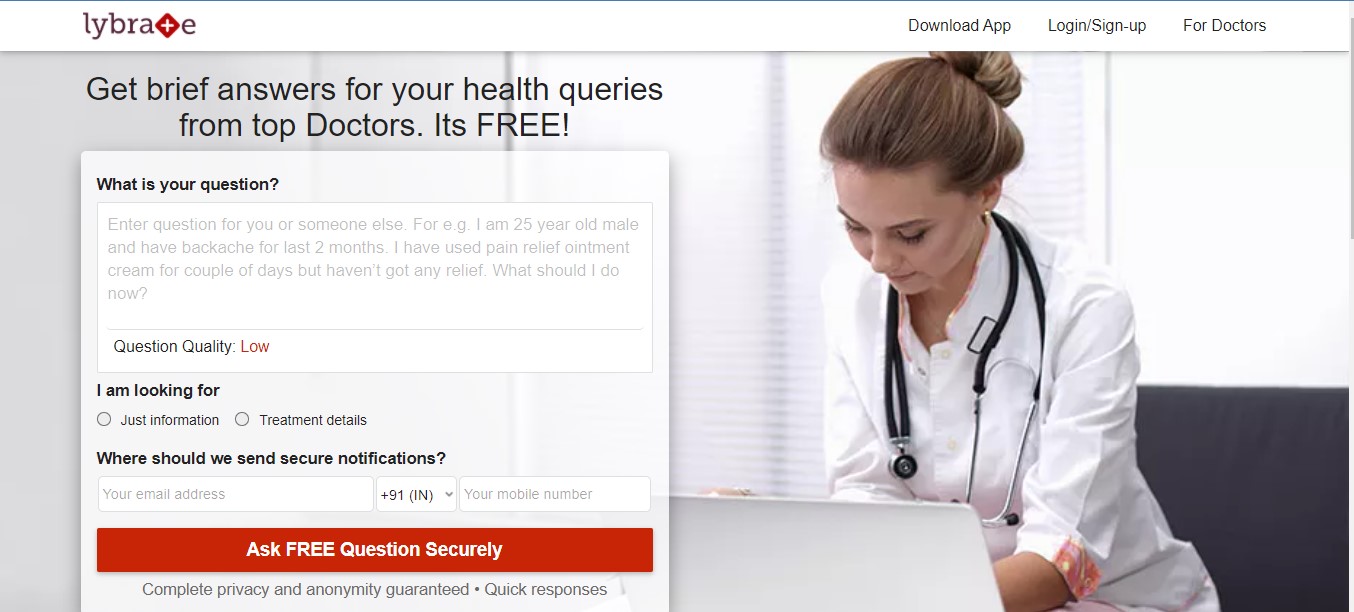 lybrate
Download App
Login/Sign-up
For Doctors
Get brief answers for your health queries
from top Doctors. Its FREE!
What is your question?
Enter question for you or someone else. For e.g. I am 25 year old male
and have backache for last 2 months. I have used pain relief ointment
cream for couple of days but haven’t got any relief. What should I do
now?
Question Quality: Low
I am looking for
Just information
Treatment details
Where should we send secure notifications?
Your email address
+91 (IN)
Your mobile number
Ask FREE Question Securely
Complete privacy and anonymity guaranteed • Quick responses